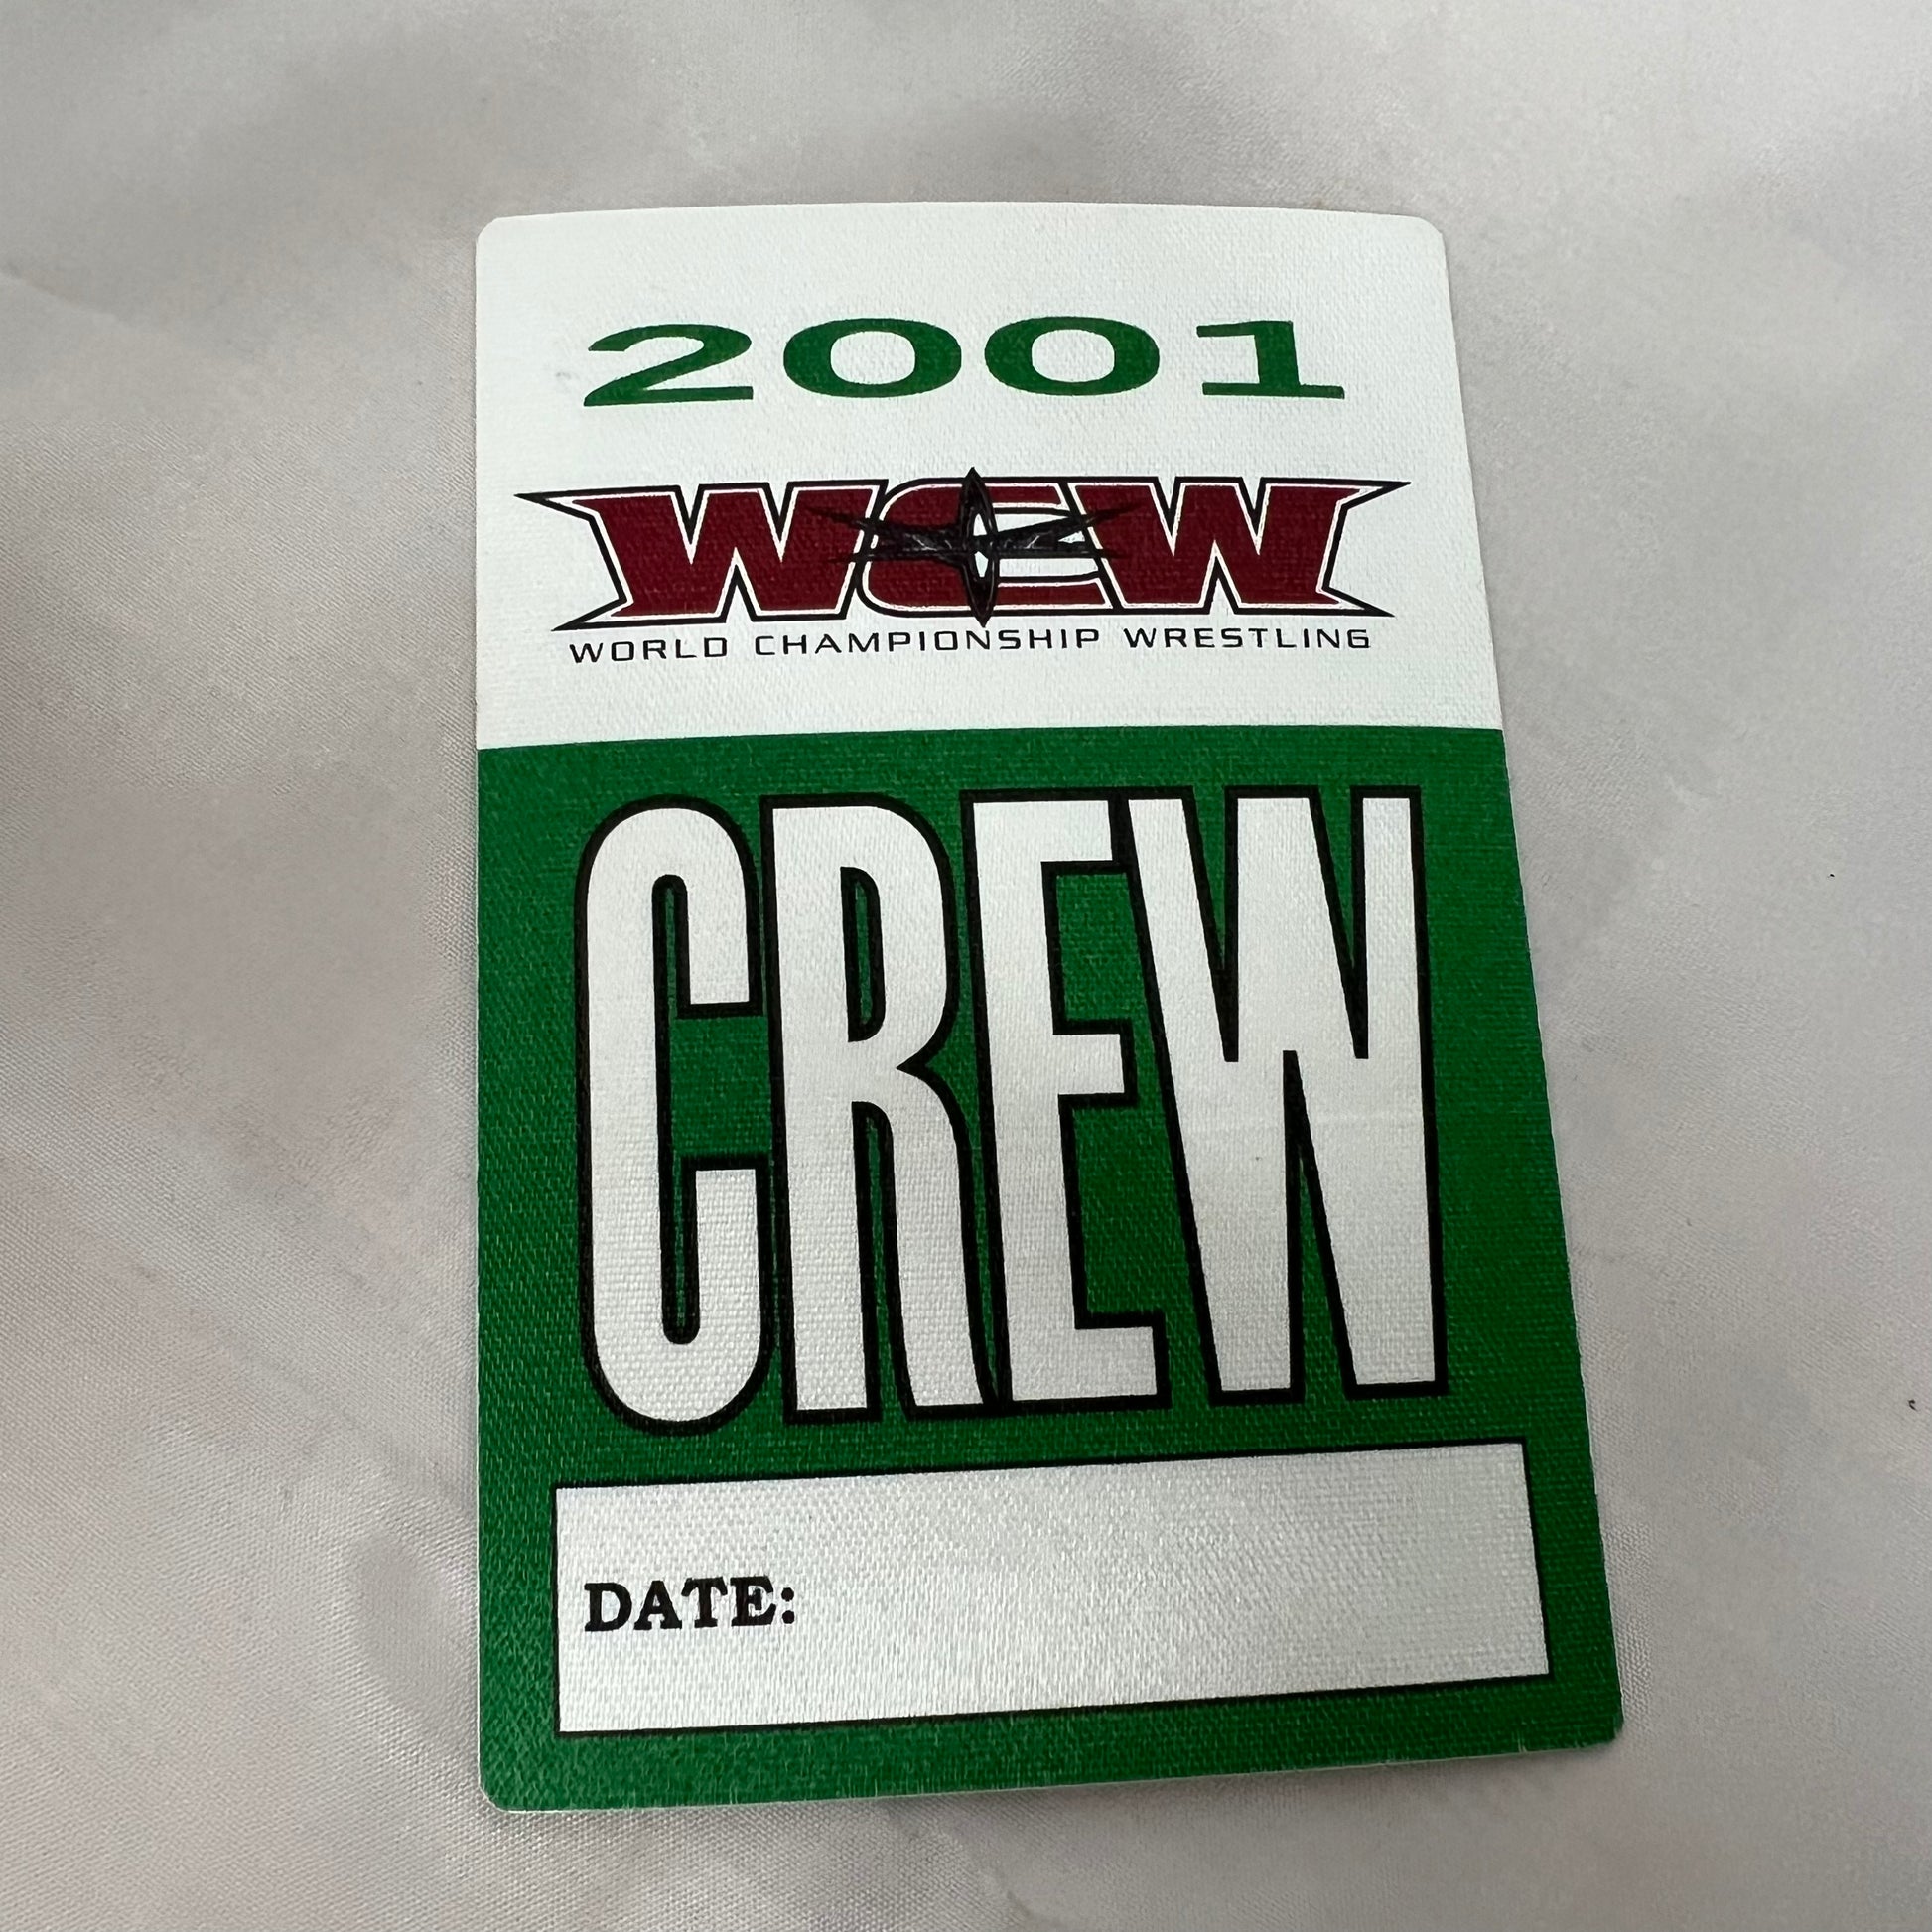 2001
WCW
WORLD CHAMPIONSHIP WRESTLING
CREW
DATE: